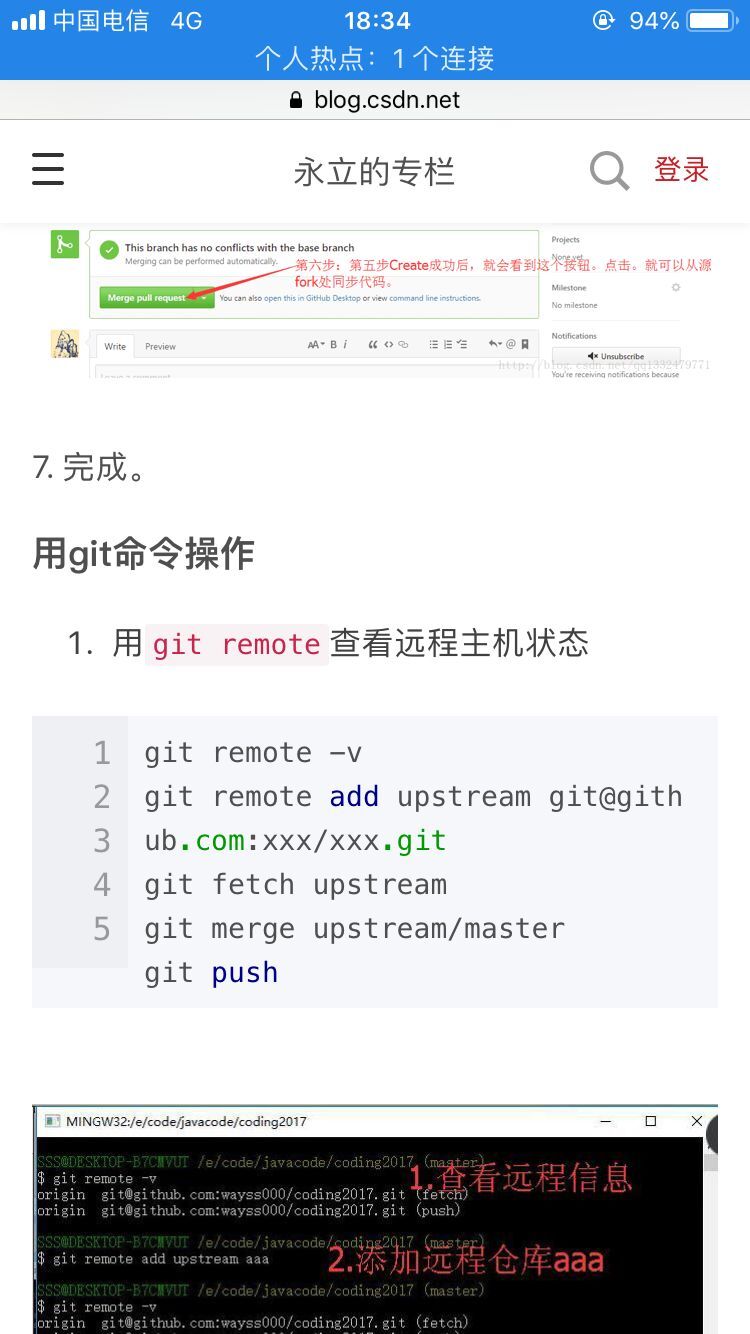 中国电信 4G 18:34 94%
个人热点：1 个连接
blog.csdn.net
永立的专栏 登录
This branch has no conflicts with the base branch
Merging can be performed automatically.
第六步：第五步Create成功后，就会看到这个按钮。点击。就可以从源
fork处同步代码。
Merge pull request
You can also open this in GitHub Desktop or view command line instructions.
Projects
None yet
Milestone
No milestone
Notifications
Unsubscribe
You're receiving notifications because
Write Preview
AA B i
Leave a comment
http://blog.csdn.net/qq1332479771
7. 完成。
用git命令操作
1. 用 git remote 查看远程主机状态
1 git remote -v
2 git remote add upstream git@gith
3 ub.com:xxx/xxx.git
4 git fetch upstream
5 git merge upstream/master
git push
MINGW32:/e/code/javacode/coding2017
SSS@DESKTOP-B7CMVUT /e/code/javacode/coding2017 (master)
$ git remote -v
1.查看远程信息
origin git@github.com:wayss000/coding2017.git (fetch)
origin git@github.com:wayss000/coding2017.git (push)
SSS@DESKTOP-B7CMVUT /e/code/javacode/coding2017 (master)
$ git remote add upstream aaa
2.添加远程仓库aaa
SSS@DESKTOP-B7CMVUT /e/code/javacode/coding2017 (master)
$ git remote -v
origin git@github.com:wayss000/coding2017.git (fetch)